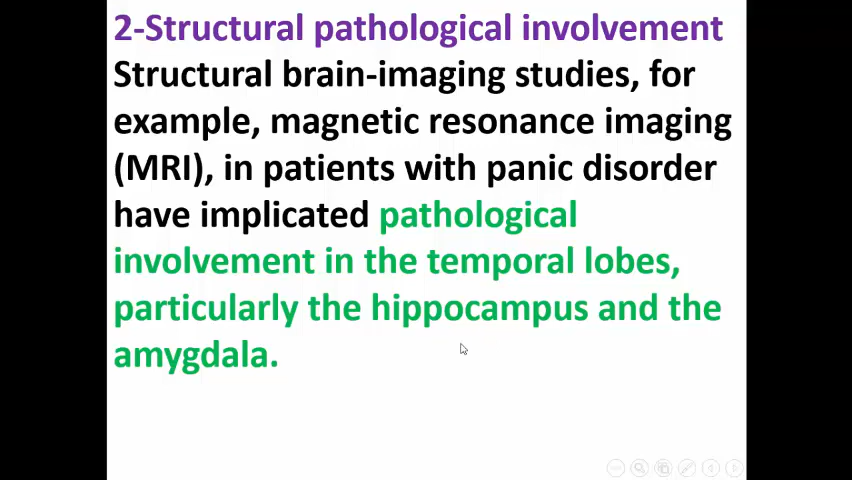 2-Structural pathological involvement
Structural brain-imaging studies, for
example, magnetic resonance imaging
(MRI), in patients with panic disorder
have implicated pathological
involvement in the temporal lobes,
particularly the hippocampus and the
amygdala.